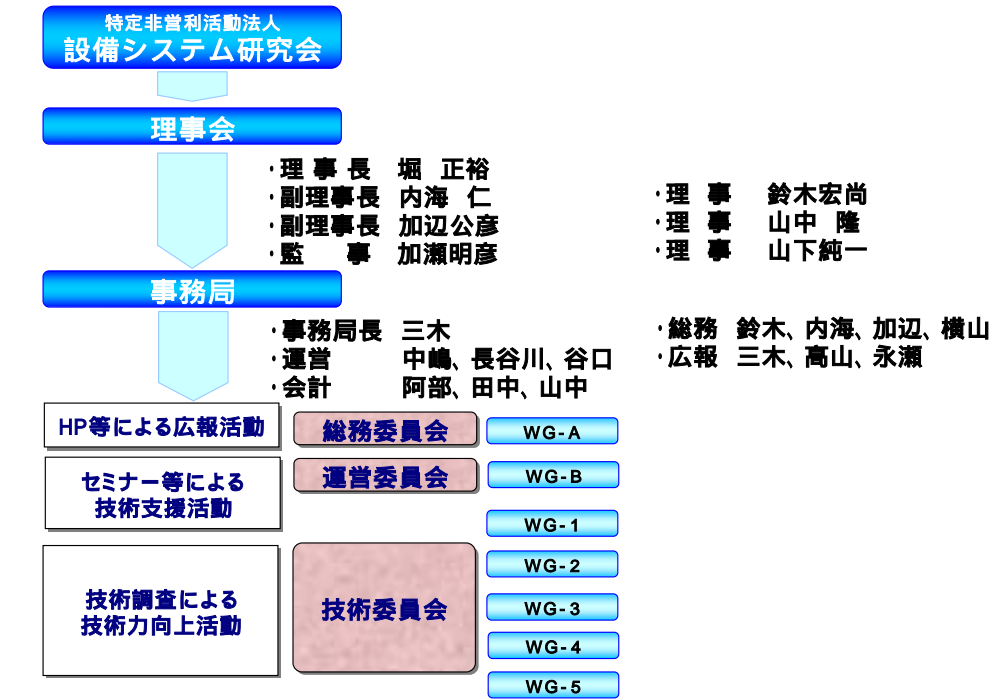 特定非営利活動法人
設備システム研究会
理事会
・理 事 長 堀 正裕
・副理事長 内海 仁
・副理事長 加辺公彦
・監 事 加瀬明彦
・理 事 鈴木宏尚
・理 事 山中 隆
・理 事 山下純一
事務局
・事務局長 三木
・運営 中嶋、長谷川、谷口
・会計 阿部、田中、山中
・総務 鈴木、内海、加辺、横山
・広報 三木、高山、永瀬
HP等による広報活動
総務委員会
WG-A
セミナー等による
技術支援活動
運営委員会
WG-B
WG-1
技術調査による
技術力向上活動
技術委員会
WG-2
WG-3
WG-4
WG-5